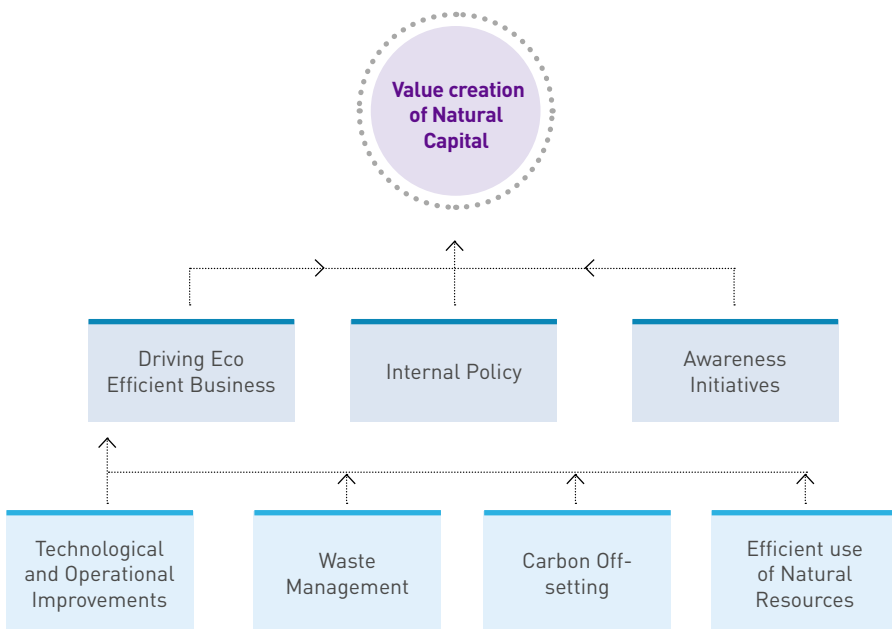 Value creation
of Natural
Capital
Driving Eco
Efficient Business
Internal Policy
Awareness
Initiatives
Technological
and Operational
Improvements
Waste
Management
Carbon Off-
setting
Efficient use
of Natural
Resources